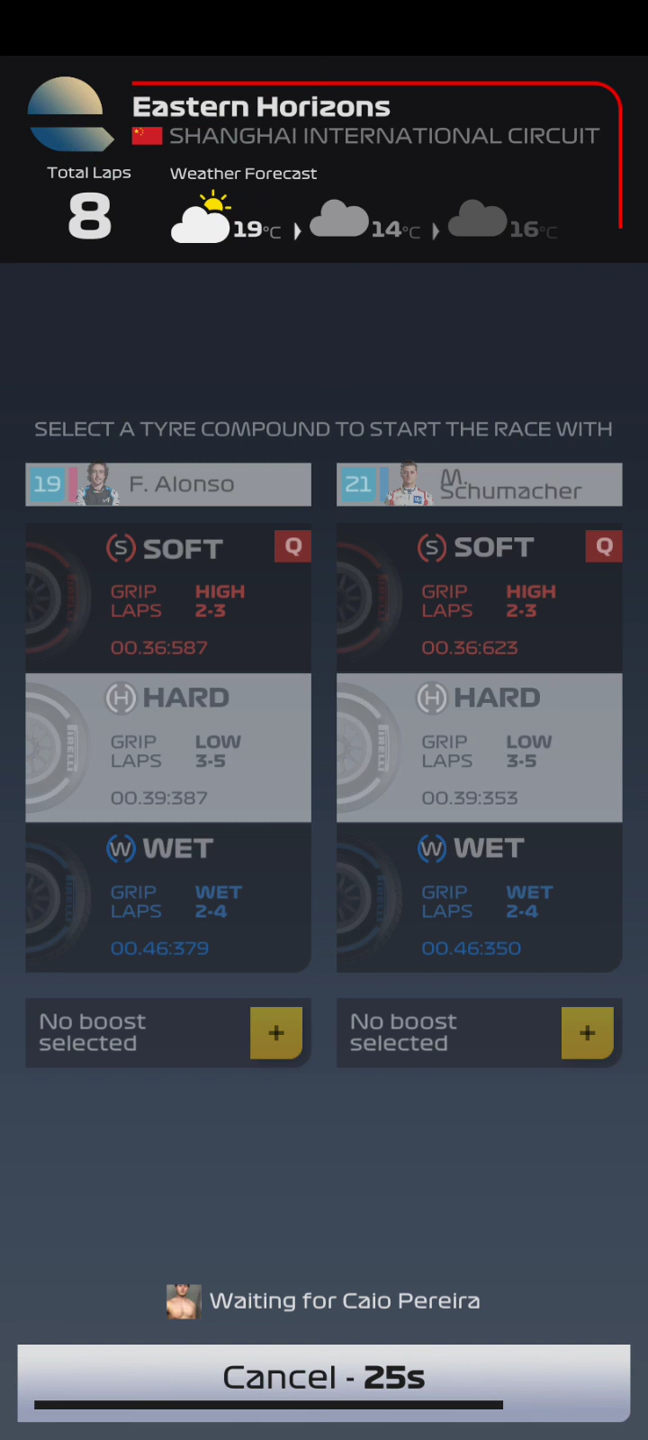 Eastern Horizons
SHANGHAI INTERNATIONAL CIRCUIT
Total Laps
Weather Forecast
8
19°C
14°C
16°C
SELECT A TYRE COMPOUND TO START THE RACE WITH
19
F. Alonso
S SOFT
Q
GRIP HIGH
LAPS 2-3
00.36:587
H HARD
GRIP LOW
LAPS 3-5
00.39:387
W WET
GRIP WET
LAPS 2-4
00.46:379
No boost
selected
+
21
M.
Schumacher
S SOFT
Q
GRIP HIGH
LAPS 2-3
00.36:623
H HARD
GRIP LOW
LAPS 3-5
00.39:353
W WET
GRIP WET
LAPS 2-4
00.46:350
No boost
selected
+
Waiting for Caio Pereira
Cancel - 25s